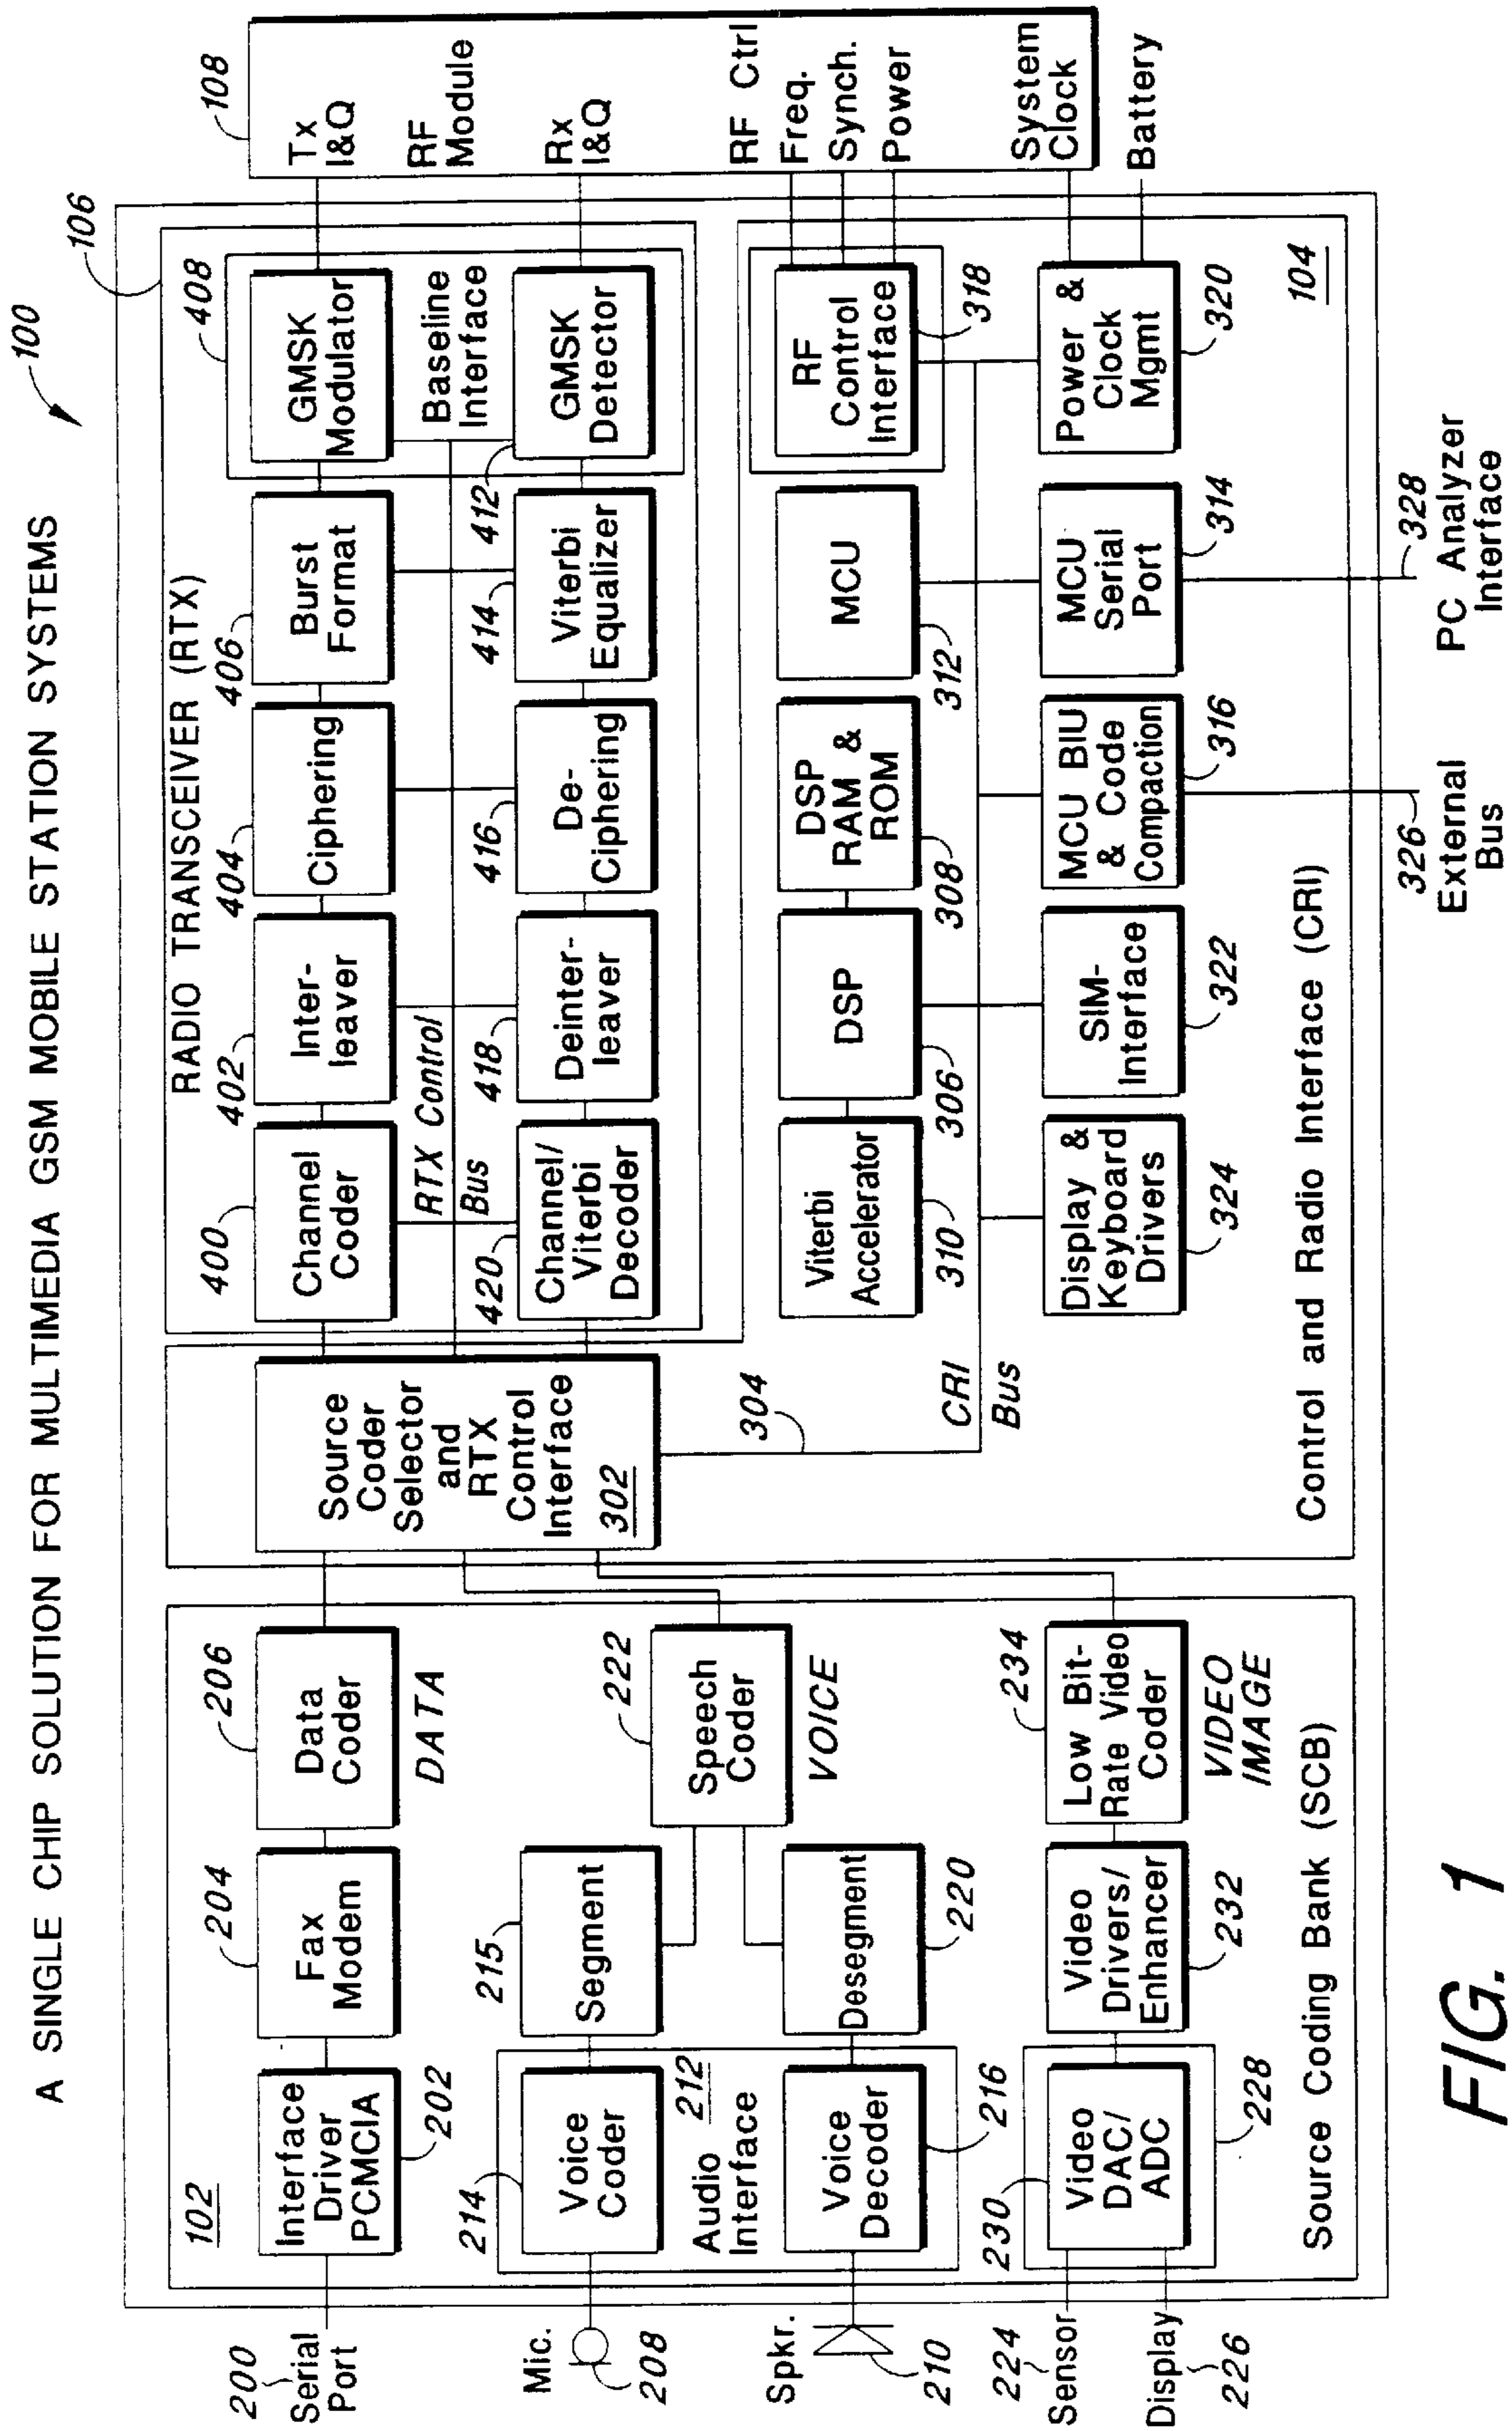 A SINGLE CHIP SOLUTION FOR MULTIMEDIA GSM MOBILE STATION SYSTEMS
100
106
108
102
200
Serial
Port
Interface
Driver
PCMCIA
202
204
Fax
Modem
206
Data
Coder
DATA
Mic.
208
214
Voice
Coder
212
Audio
Interface
215
Segment
222
Speech
Coder
VOICE
Spkr.
210
Voice
Decoder
216
Desegment
220
224
Sensor
Display
226
230
Video
DAC/
ADC
228
Video
Drivers/
Enhancer
232
234
Low Bit-
Rate Video
Coder
VIDEO
IMAGE
Source Coding Bank (SCB)
Source
Coder
Selector
and
RTX
Control
Interface
302
304
CRI
Bus
RADIO TRANSCEIVER (RTX)
400
Channel
Coder
402
Inter-
leaver
404
Ciphering
406
Burst
Format
408
GMSK
Modulator
Baseline
Interface
RTX Control
Bus
420
Channel/
Viterbi
Decoder
418
Deinter-
leaver
416
De-
Ciphering
414
Viterbi
Equalizer
412
GMSK
Detector
Tx
I&Q
RF
Module
Rx
I&Q
RF Ctrl
Freq.
Synch.
Power
System
Clock
Battery
Viterbi
Accelerator
310
DSP
306
DSP
RAM &
ROM
308
MCU
312
RF
Control
Interface
318
Display &
Keyboard
Drivers
324
SIM-
Interface
322
MCU BIU
& Code
Compaction
316
MCU
Serial
Port
314
Power &
Clock
Mgmt
320
104
Control and Radio Interface (CRI)
326
External
Bus
328
PC Analyzer
Interface
FIG. 1